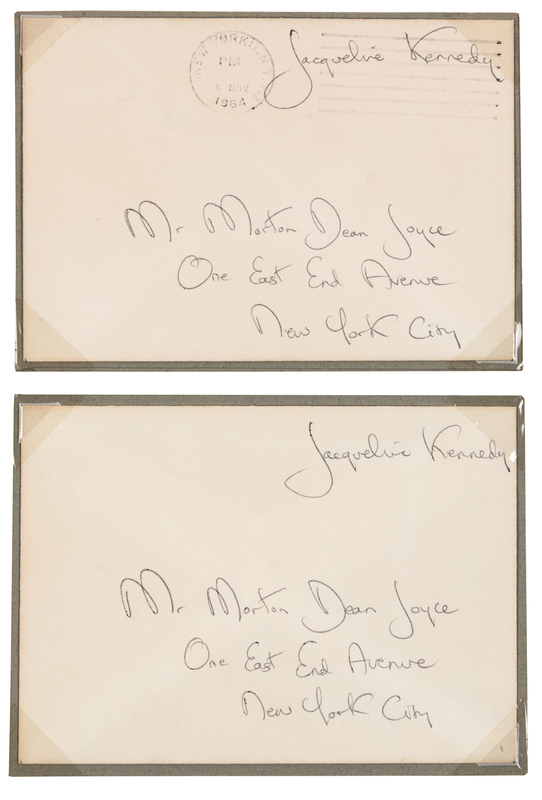 NEW YORK, N.Y.
PM
6 NOV
1964
Jacqueline Kennedy
Mr Morton Dean Joyce
One East End Avenue
New York City
Jacqueline Kennedy
Mr Morton Dean Joyce
One East End Avenue
New York City